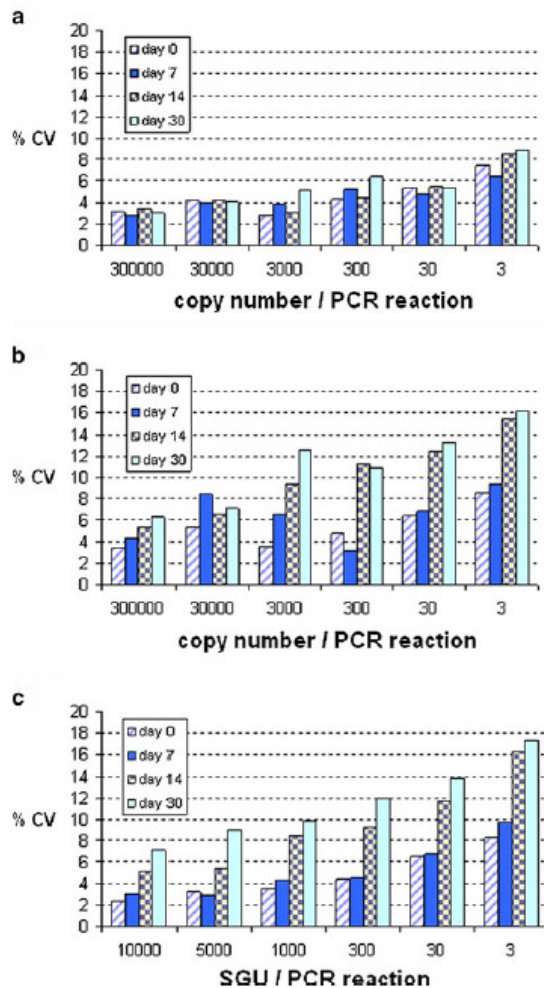 a
20
18
16
14
12
10
8
6
4
2
0
% CV
day 0
day 7
day 14
day 30
300000 30000 3000 300 30 3
copy number / PCR reaction
b
20
18
16
14
12
10
8
6
4
2
0
% CV
day 0
day 7
day 14
day 30
300000 30000 3000 300 30 3
copy number / PCR reaction
c
20
18
16
14
12
10
8
6
4
2
0
% CV
day 0
day 7
day 14
day 30
10000 5000 1000 300 30 3
SGU / PCR reaction